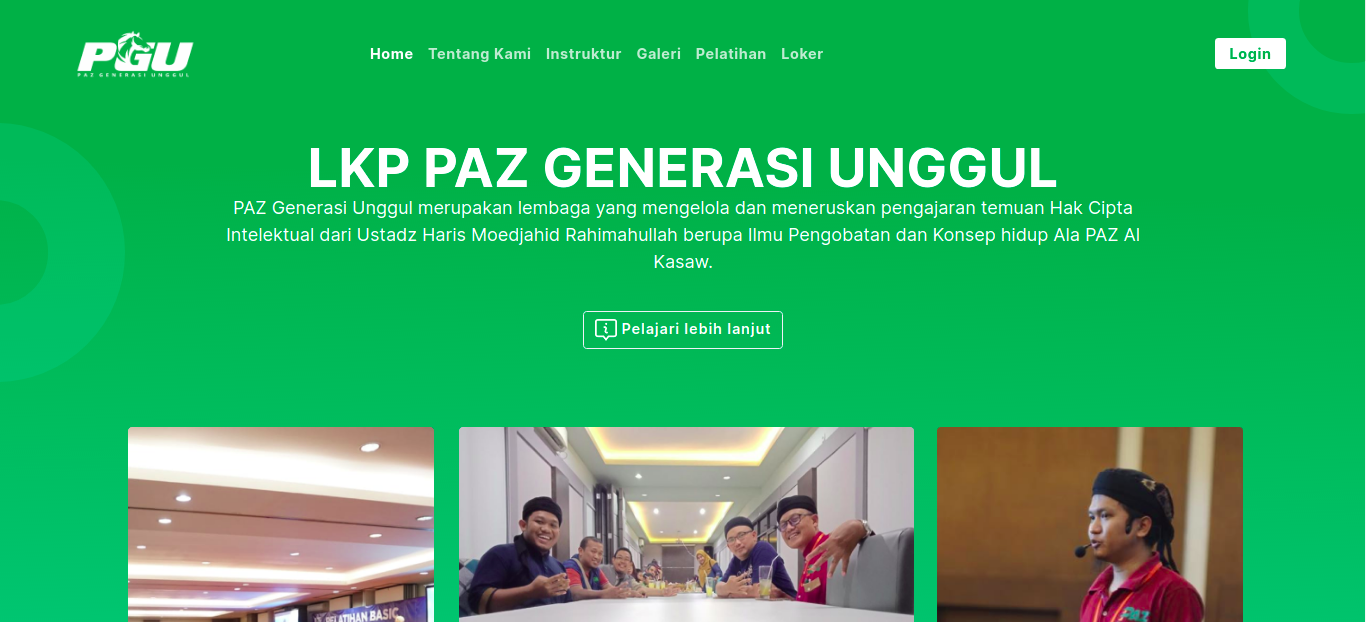 PGU
PAZ GENERASI UNGGUL
Home Tentang Kami Instruktur Galeri Pelatihan Loker
Login
LKP PAZ GENERASI UNGGUL
PAZ Generasi Unggul merupakan lembaga yang mengelola dan meneruskan pengajaran temuan Hak Cipta
Intelektual dari Ustadz Haris Moedjahid Rahimahullah berupa Ilmu Pengobatan dan Konsep hidup Ala PAZ Al
Kasaw.
Pelajari lebih lanjut
PELATIHAN BASIC
PAZ